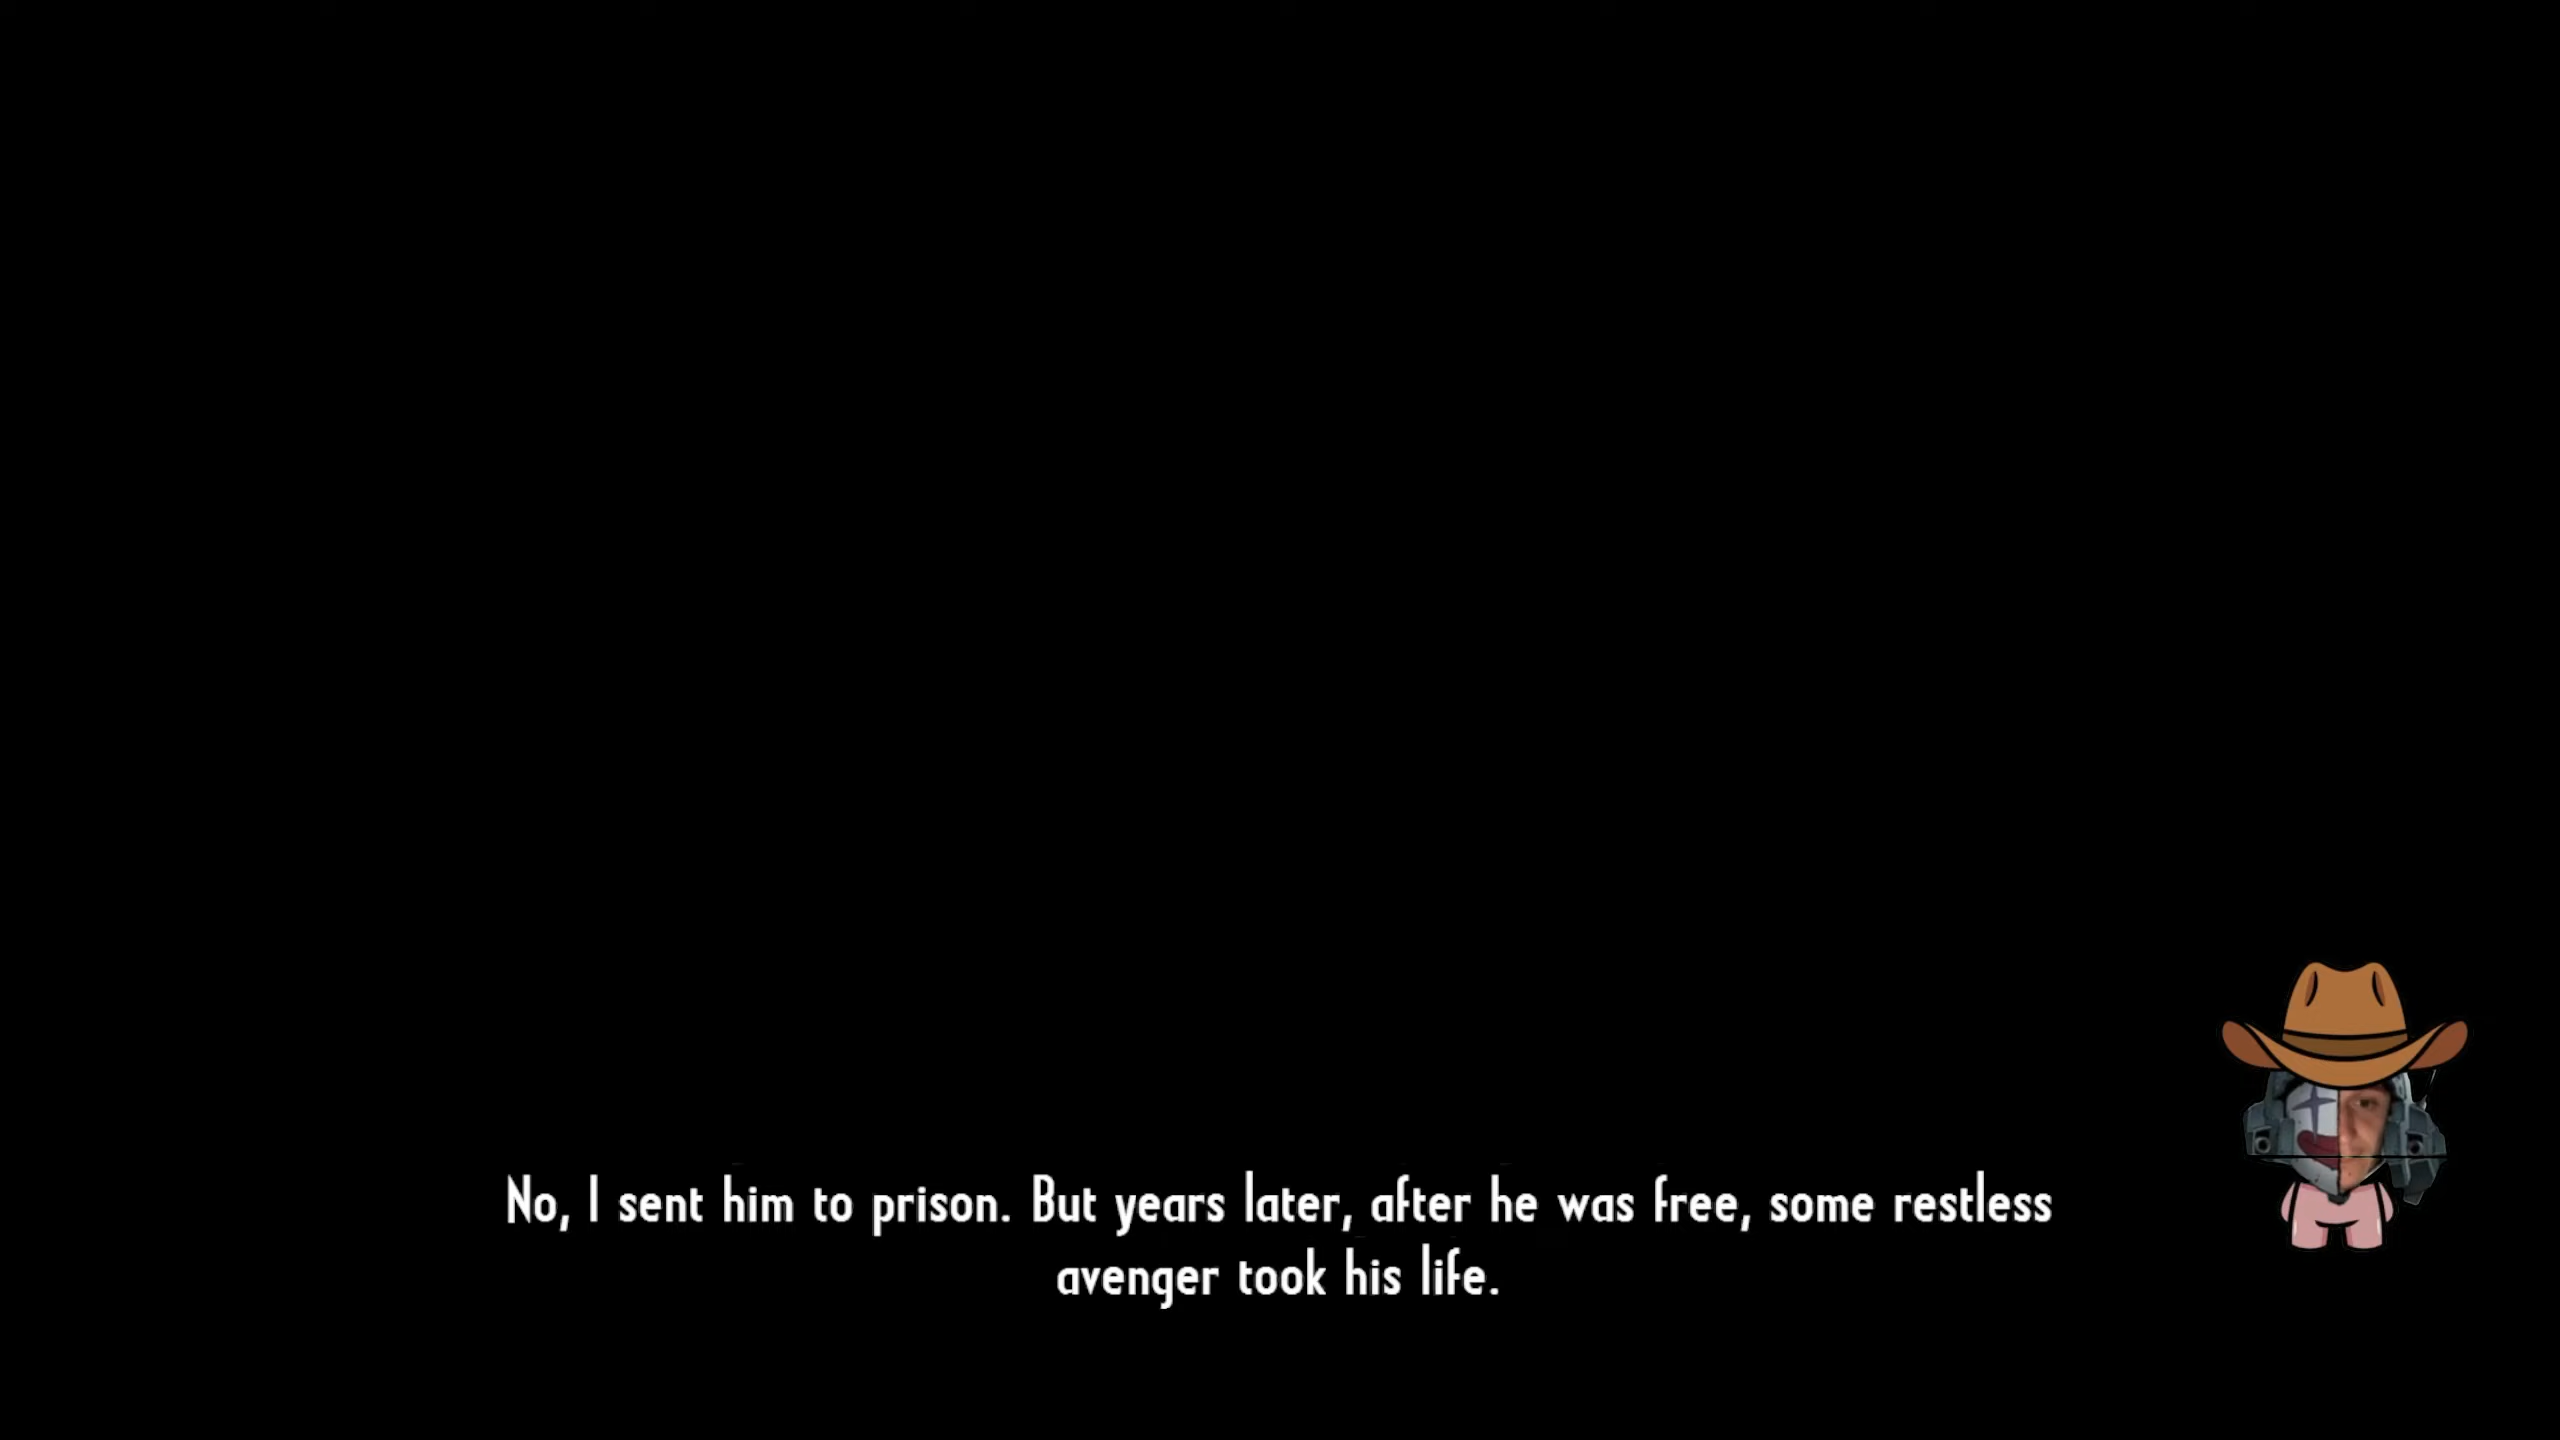 No, I sent him to prison. But years later, after he was free, some restless
avenger took his life.